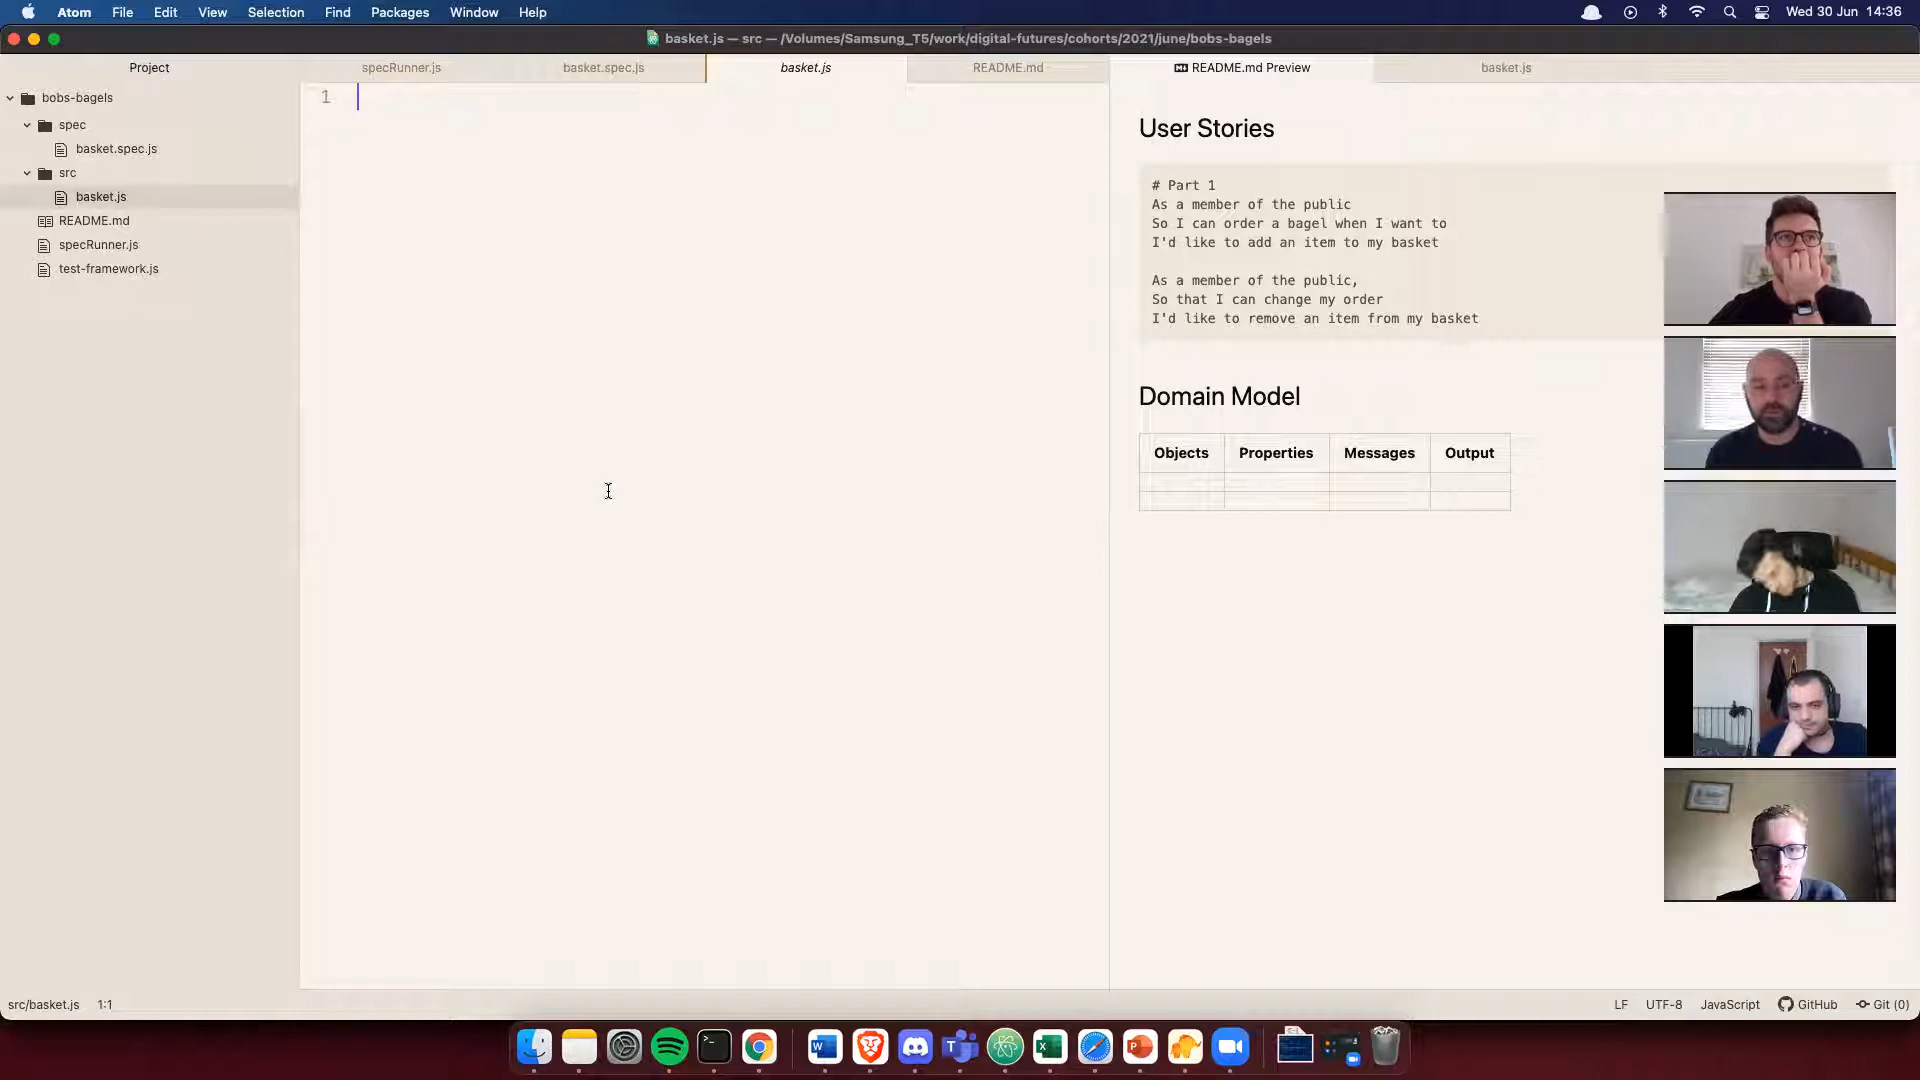 Atom File Edit View Selection Find Packages Window Help Wed 30 Jun 14:36
basket.js — src — /Volumes/Samsung_T5/work/digital-futures/cohorts/2021/june/bobs-bagels
Project specRunner.js basket.spec.js basket.js README.md README.md Preview basket.js
bobs-bagels
spec
basket.spec.js
src
basket.js
README.md
specRunner.js
test-framework.js
1
User Stories
# Part 1
As a member of the public
So I can order a bagel when I want to
I'd like to add an item to my basket
As a member of the public,
So that I can change my order
I'd like to remove an item from my basket
Domain Model
Objects Properties Messages Output
src/basket.js 1:1 LF UTF-8 JavaScript GitHub Git (0)